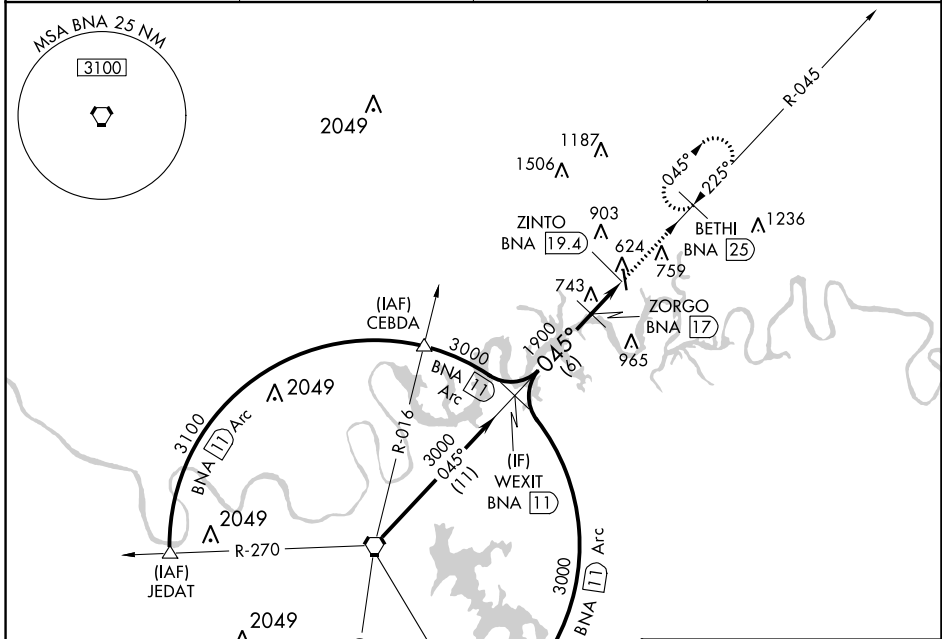 MSA BNA 25 NM
3100
2049
1187
1506
R-045
045°
225°
ZINTO
BNA 19.4
903
624
759
BETHI
BNA 25
1236
743
ZORGO
BNA 17
965
(IAF)
CEBDA
3000
BNA 11
Arc
1900
045°
(6)
2049
3100
BNA 11 Arc
R-016
3000
045°
(11)
(IF)
WEXIT
BNA 11
2049
R-270
(IAF)
JEDAT
3000
BNA 11 Arc
2049